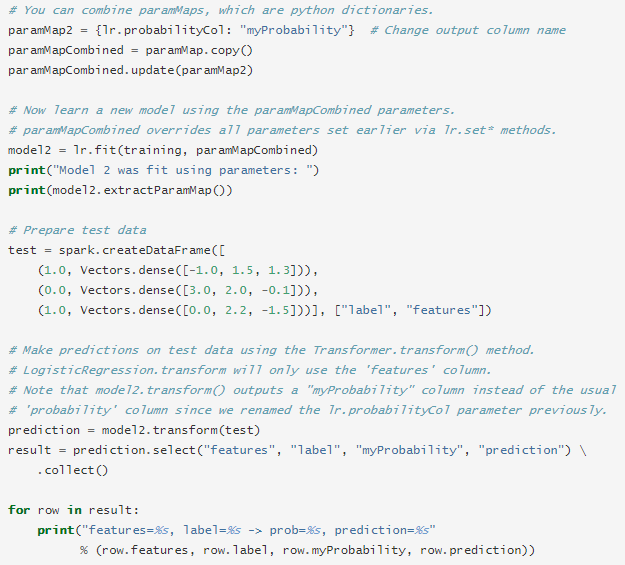 # You can combine paramMaps, which are python dictionaries.
paramMap2 = {lr.probabilityCol: "myProbability"}  # Change output column name
paramMapCombined = paramMap.copy()
paramMapCombined.update(paramMap2)

# Now learn a new model using the paramMapCombined parameters.
# paramMapCombined overrides all parameters set earlier via lr.set* methods.
model2 = lr.fit(training, paramMapCombined)
print("Model 2 was fit using parameters: ")
print(model2.extractParamMap())

# Prepare test data
test = spark.createDataFrame([
    (1.0, Vectors.dense([-1.0, 1.5, 1.3])),
    (0.0, Vectors.dense([3.0, 2.0, -0.1])),
    (1.0, Vectors.dense([0.0, 2.2, -1.5]))], ["label", "features"])

# Make predictions on test data using the Transformer.transform() method.
# LogisticRegression.transform will only use the 'features' column.
# Note that model2.transform() outputs a "myProbability" column instead of the usual
# 'probability' column since we renamed the lr.probabilityCol parameter previously.
prediction = model2.transform(test)
result = prediction.select("features", "label", "myProbability", "prediction") \
    .collect()

for row in result:
    print("features=%s, label=%s -> prob=%s, prediction=%s"
          % (row.features, row.label, row.myProbability, row.prediction))